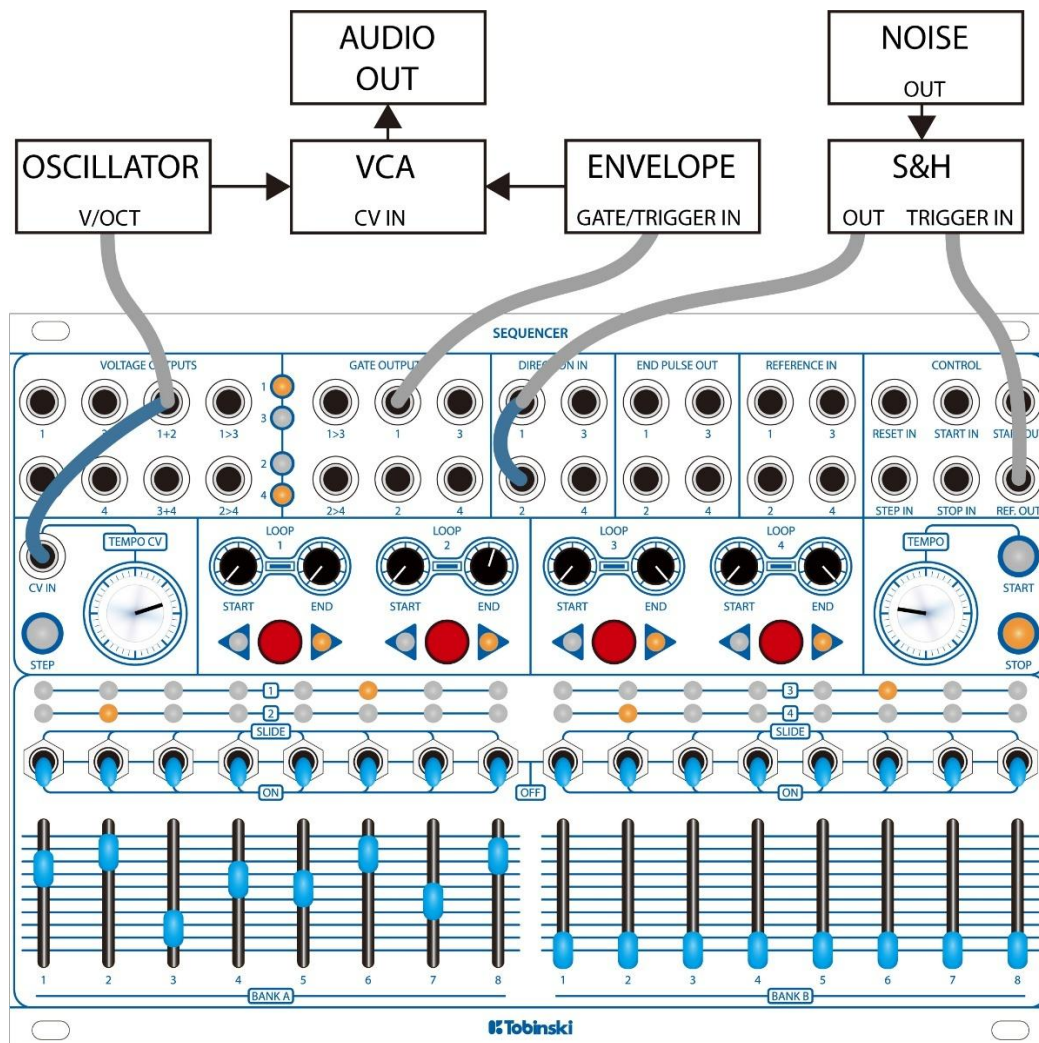 AUDIO
OUT
NOISE
OUT
OSCILLATOR
V/OCT
VCA
CV IN
ENVELOPE
GATE/TRIGGER IN
S&H
OUT TRIGGER IN
SEQUENCER
VOLTAGE OUTPUTS
GATE OUTPUT
DIRECTION IN
END PULSE OUT
REFERENCE IN
CONTROL
1 2 1+2 1>3
1
3
1>3 1 3
1 3
1 3
1 3
RESET IN START IN START OUT
4 3+4 2>4
2
4
2>4 2 4
2 4
2 4
2 4
STEP IN STOP IN REF. OUT
CV IN
TEMPO CV
STEP
LOOP
1
START END
LOOP
2
START END
LOOP
3
START END
LOOP
4
START END
TEMPO
START
STOP
1
2
3
4
SLIDE
ON
OFF
SLIDE
ON
1 2 3 4 5 6 7 8
BANK A
1 2 3 4 5 6 7 8
BANK B
Tobinski